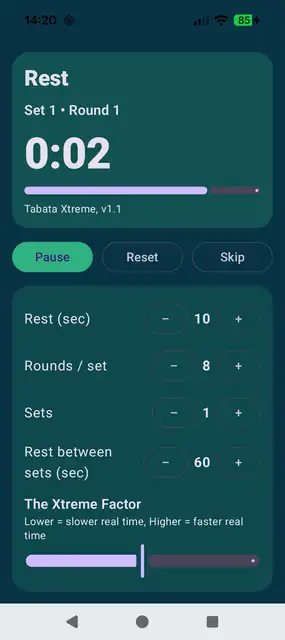 14:20
85
Rest
Set 1 • Round 1
0:02
Tabata Xtreme, v1.1
Pause Reset Skip
Rest (sec) − 10 +
Rounds / set − 8 +
Sets − 1 +
Rest between
sets (sec) − 60 +
The Xtreme Factor
Lower = slower real time, Higher = faster real
time